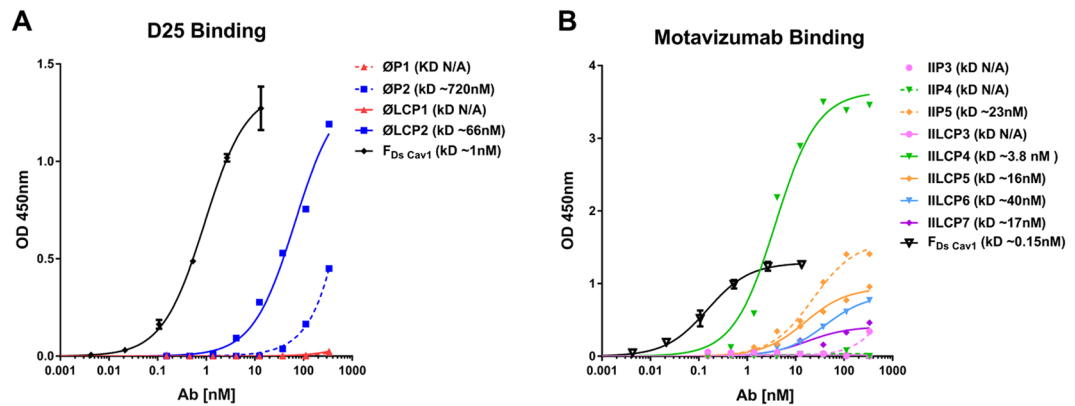 A
D25 Binding
1.5
1.0
0.5
0.0
OD 450nm
0.001 0.01 0.1 1 10 100 1000
Ab [nM]
ØP1 (KD N/A)
ØP2 (kD ~720nM)
ØLCP1 (kD N/A)
ØLCP2 (kD ~66nM)
FDs Cav1 (kD ~1nM)
B
Motavizumab Binding
4
3
2
1
0
OD 450nm
0.001 0.01 0.1 1 10 100 1000
Ab [nM]
IIP3 (kD N/A)
IIP4 (kD N/A)
IIP5 (kD ~23nM)
IILCP3 (kD N/A)
IILCP4 (kD ~3.8 nM )
IILCP5 (kD ~16nM)
IILCP6 (kD ~40nM)
IILCP7 (kD ~17nM)
FDs Cav1 (kD ~0.15nM)